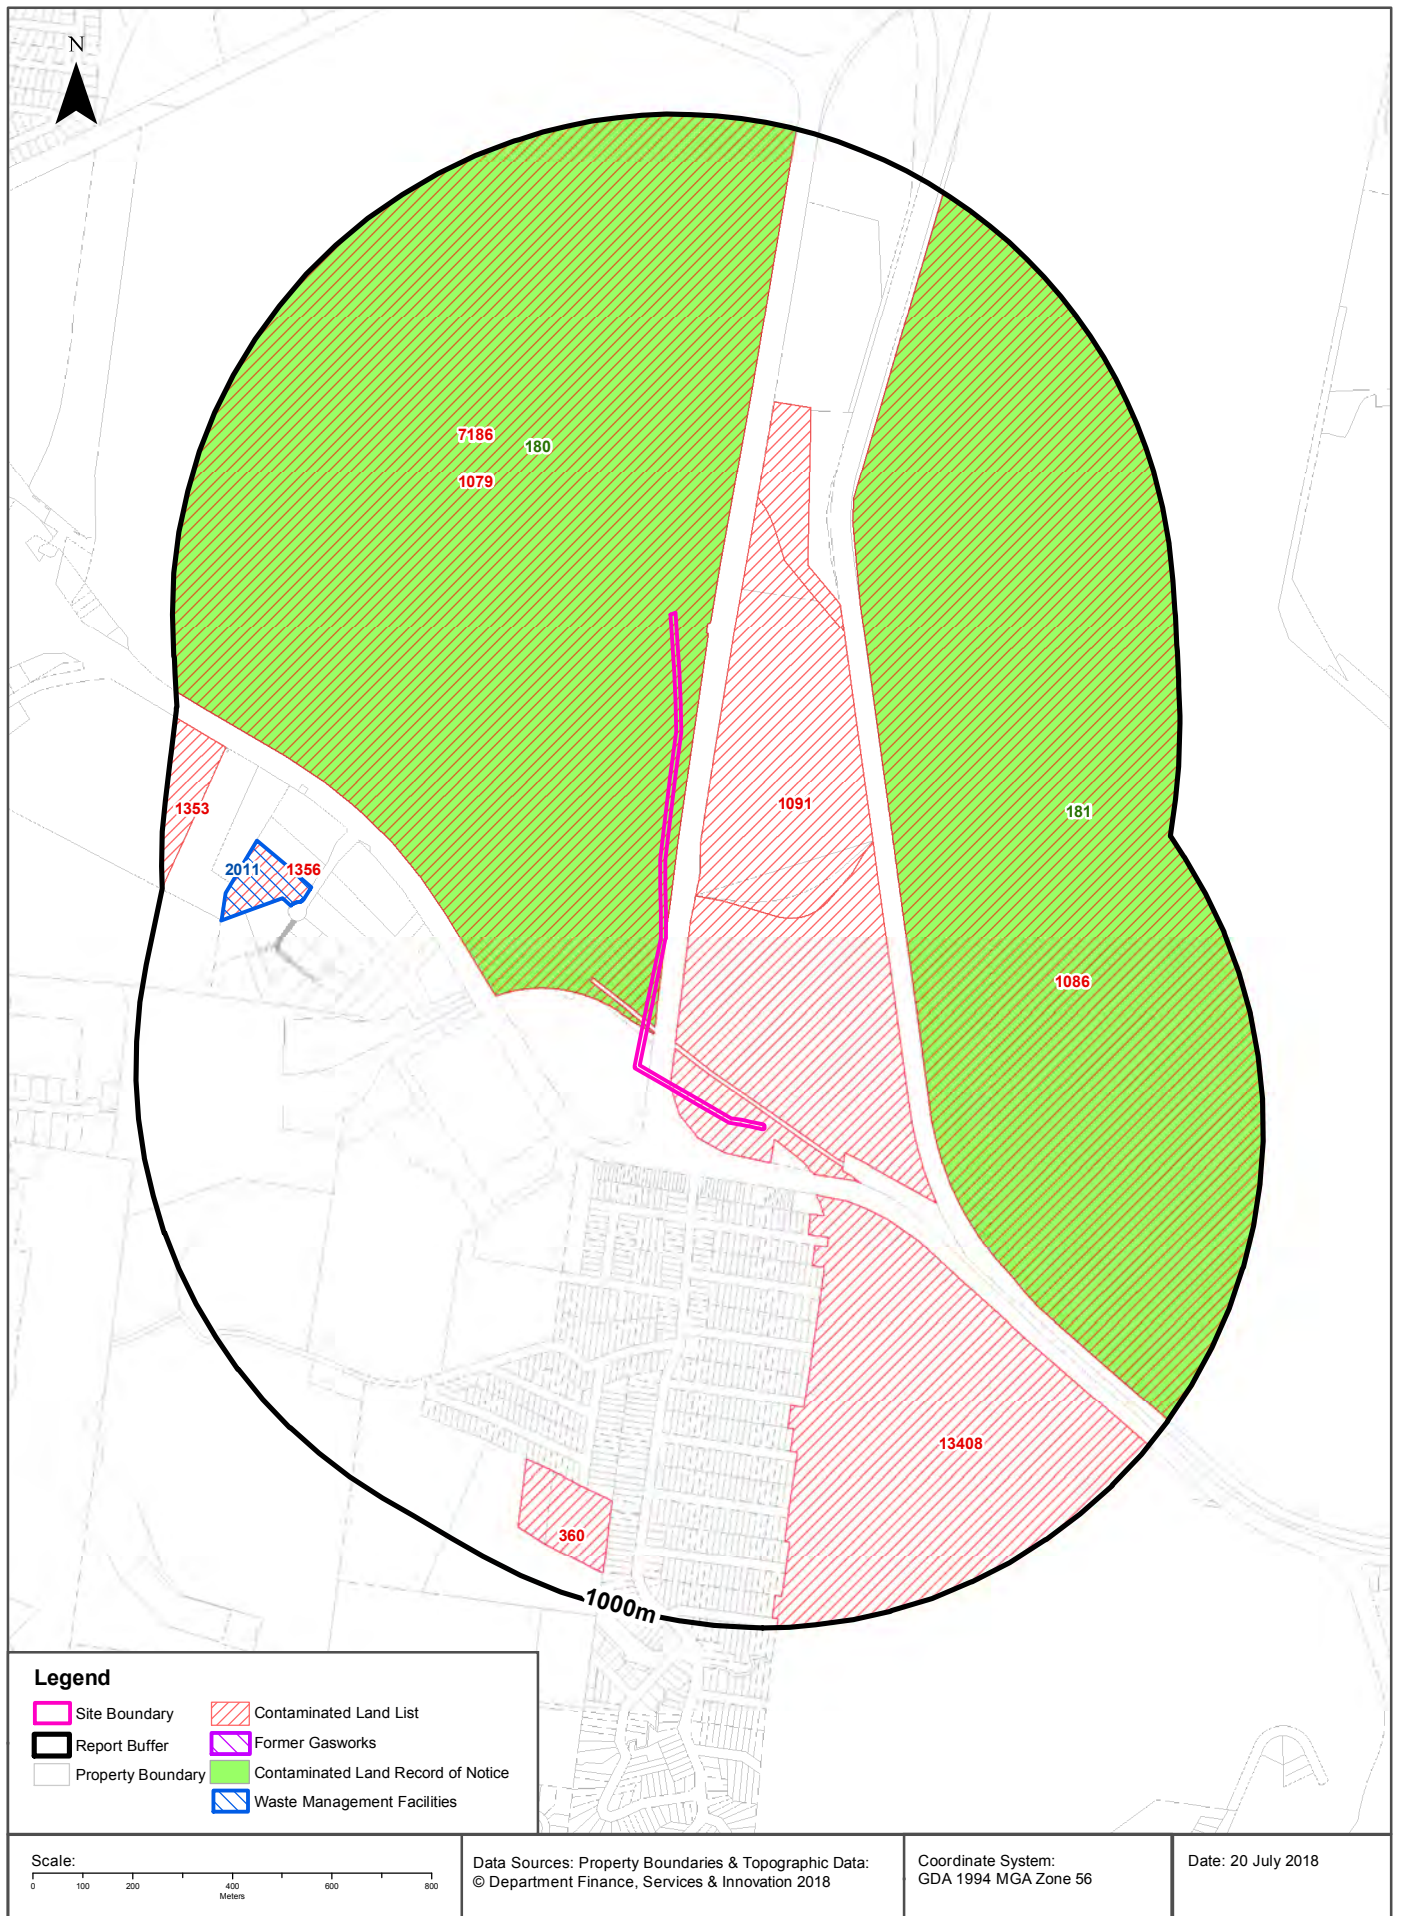 N
7186
180
1079
1353
1091
181
2011
1356
1086
13408
360
1000m
Legend
Site Boundary
Report Buffer
Property Boundary
Contaminated Land List
Former Gasworks
Contaminated Land Record of Notice
Waste Management Facilities
Scale:
0 100 200 400 600 800
Meters
Data Sources: Property Boundaries & Topographic Data:
© Department Finance, Services & Innovation 2018
Coordinate System:
GDA 1994 MGA Zone 56
Date: 20 July 2018